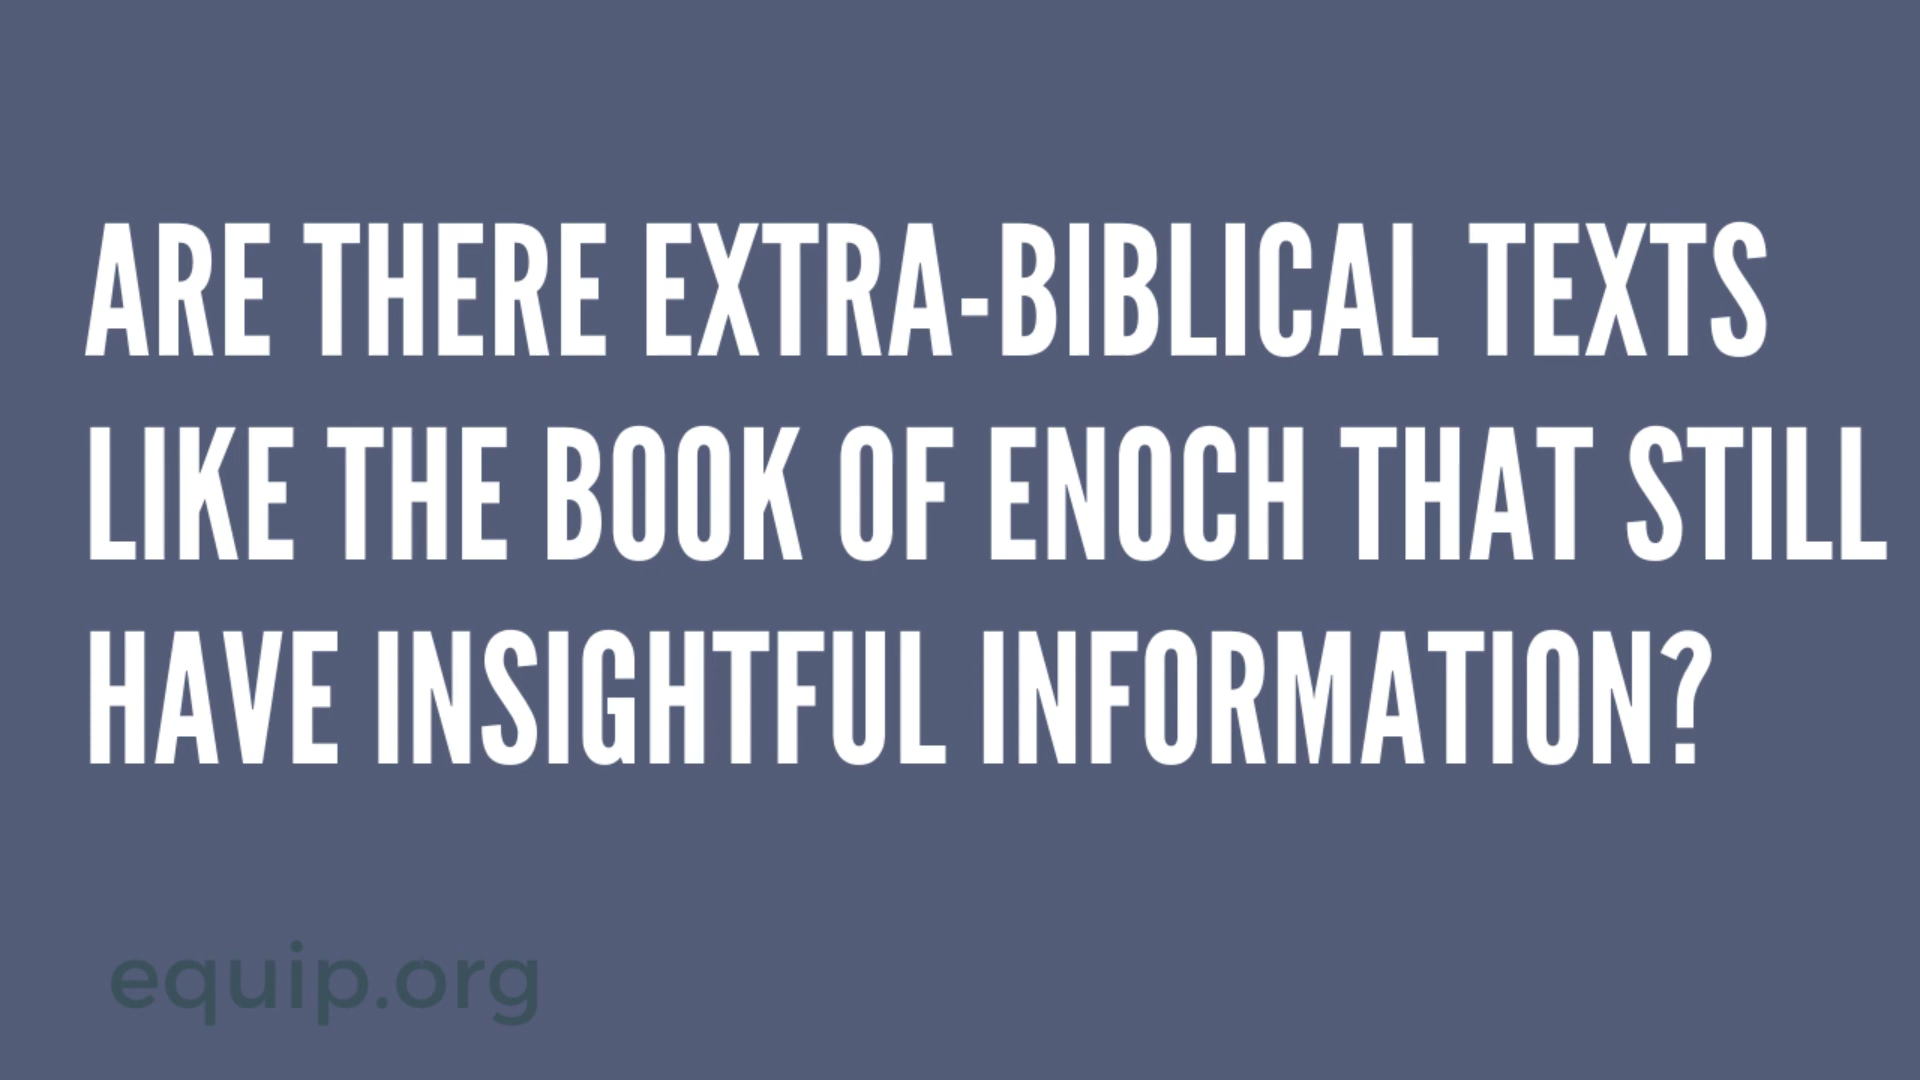 ARE THERE EXTRA-BIBLICAL TEXTS
LIKE THE BOOK OF ENOCH THAT STILL
HAVE INSIGHTFUL INFORMATION?
equip.org